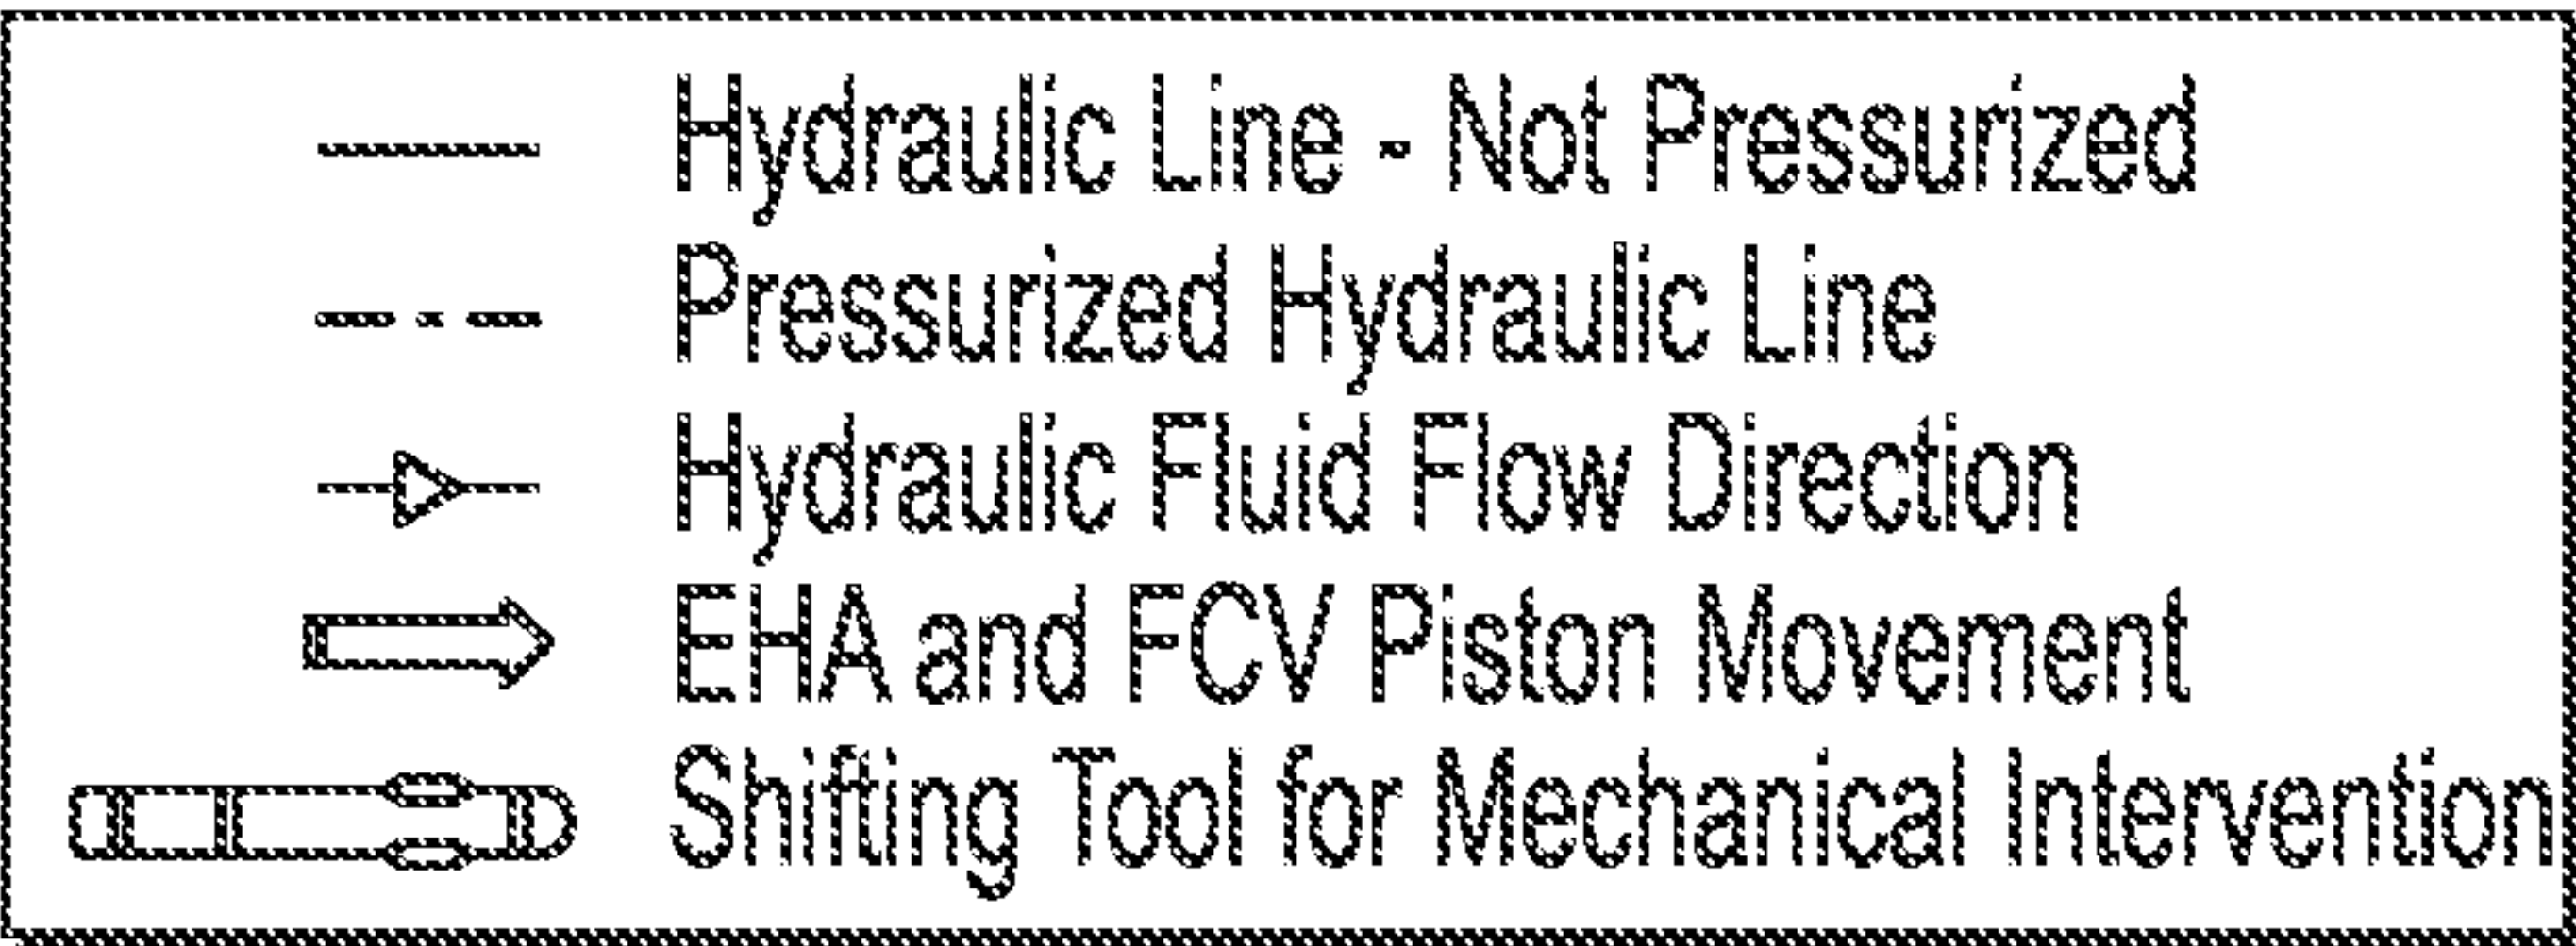 Hydraulic Line - Not Pressurized
Pressurized Hydraulic Line
Hydraulic Fluid Flow Direction
EHA and FCV Piston Movement
Shifting Tool for Mechanical Intervention